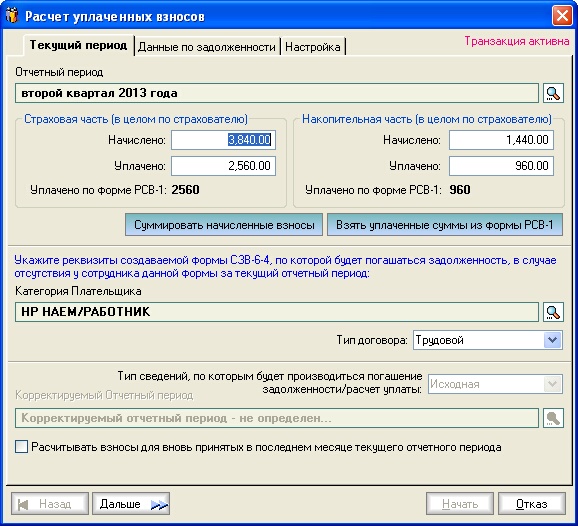 Расчет уплаченных взносов
Текущий период Данные по задолженности Настройка Транзакция активна
Отчетный период
второй квартал 2013 года
Страховая часть (в целом по страхователю) Накопительная часть (в целом по страхователю)
Начислено: 3,840.00 Начислено: 1,440.00
Уплачено: 2,560.00 Уплачено: 960.00
Уплачено по форме РСВ-1: 2560 Уплачено по форме РСВ-1: 960
Суммировать начисленные взносы Взять уплаченные суммы из формы РСВ-1
Укажите реквизиты создаваемой формы СЗВ-6-4, по которой будет погашаться задолженность, в случае
отсутствия у сотрудника данной формы за текущий отчетный период:
Категория Плательщика
НР НАЕМ/РАБОТНИК
Тип договора: Трудовой
Тип сведений, по которым будет производиться погашение
задолженности/расчет уплаты: Исходная
Корректируемый Отчетный период
Корректируемый отчетный период - не определен...
Расчитывать взносы для вновь принятых в последнем месяце текущего отчетного периода
Назад Дальше Начать Отказ